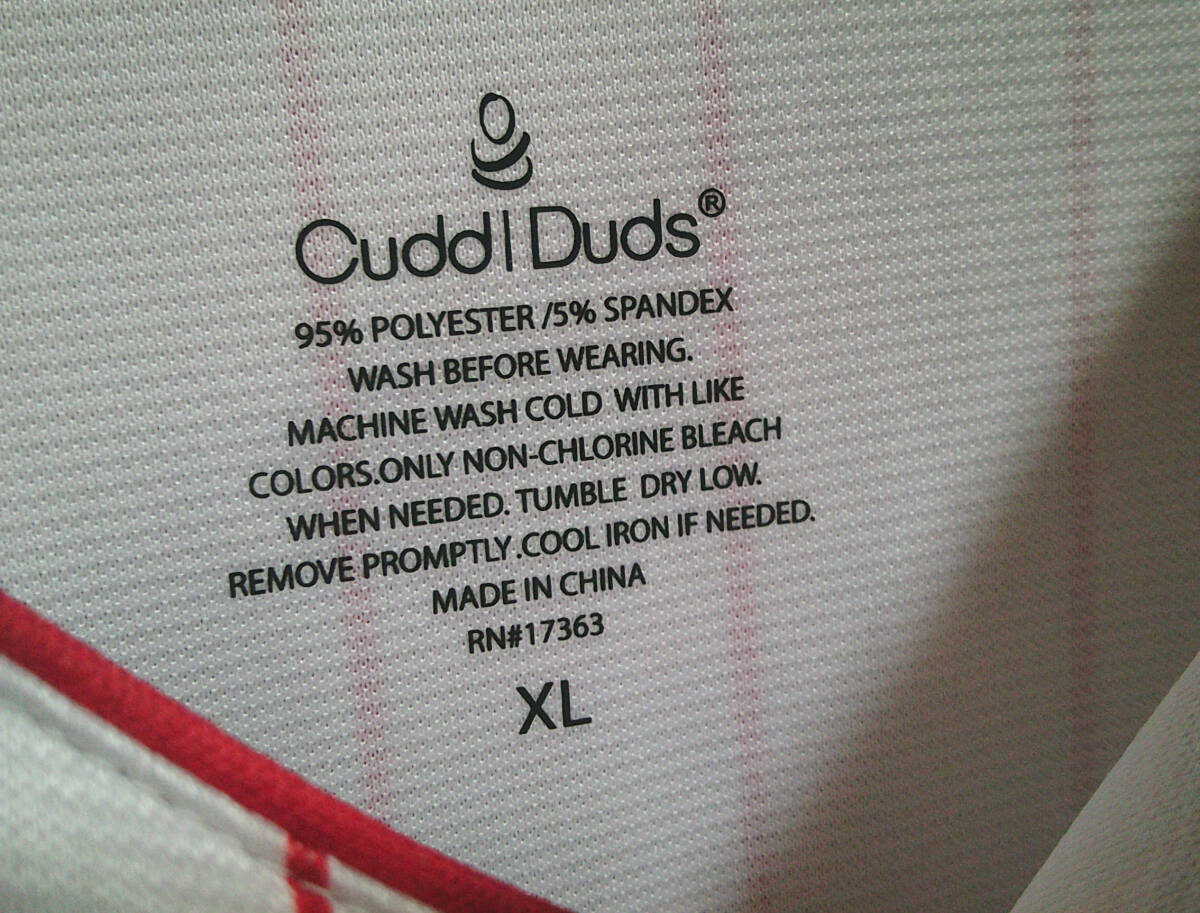 Cuddl Duds®
95% POLYESTER /5% SPANDEX
WASH BEFORE WEARING.
MACHINE WASH COLD WITH LIKE
COLORS.ONLY NON-CHLORINE BLEACH
WHEN NEEDED. TUMBLE DRY LOW.
REMOVE PROMPTLY.COOL IRON IF NEEDED.
MADE IN CHINA
RN#17363
XL